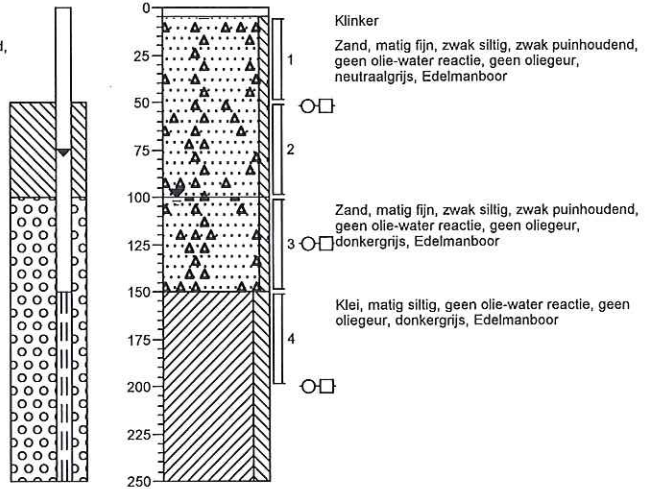 d,
0
25
50
75
100
125
150
175
200
225
250
1
2
3
4
Klinker
Zand, matig fijn, zwak siltig, zwak puinhoudend,
geen olie-water reactie, geen oliegeur,
neutraalgrijs, Edelmanboor
Zand, matig fijn, zwak siltig, zwak puinhoudend,
geen olie-water reactie, geen oliegeur,
donkergrijs, Edelmanboor
Klei, matig siltig, geen olie-water reactie, geen
oliegeur, donkergrijs, Edelmanboor